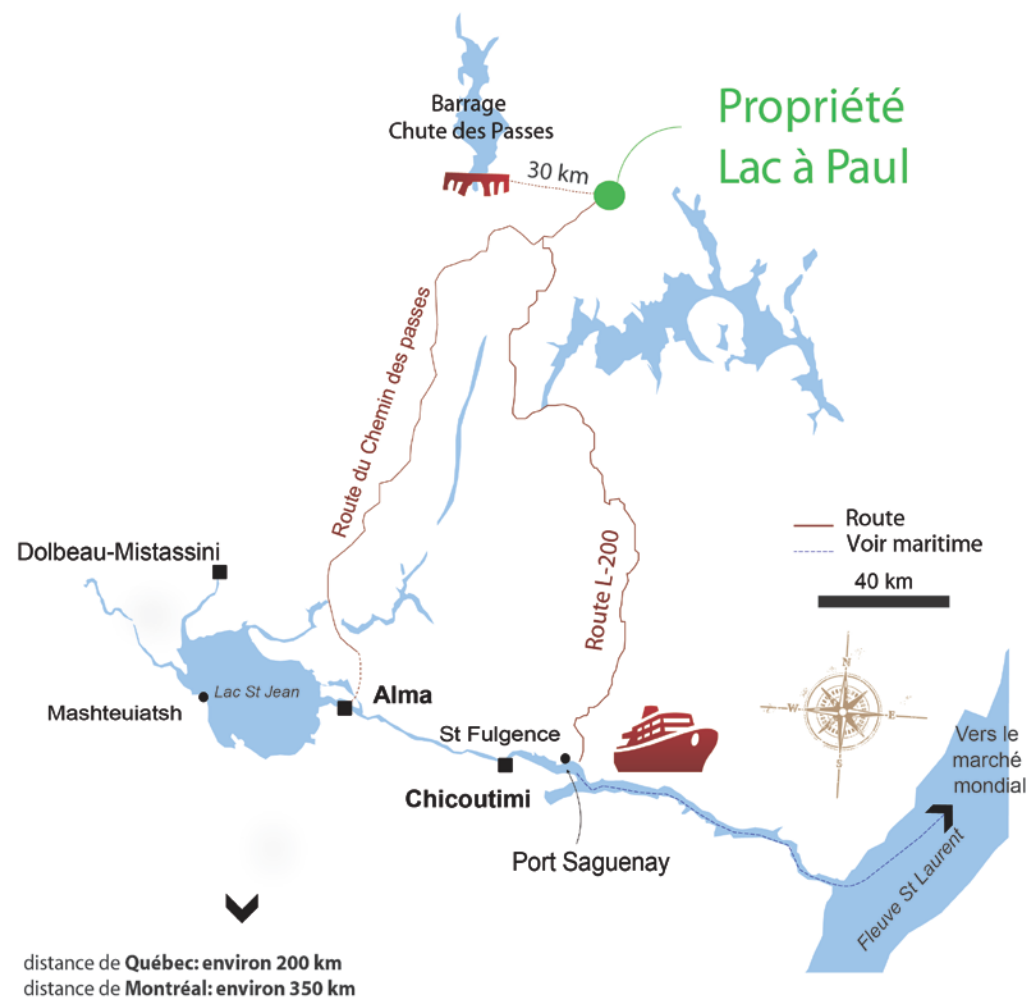 Barrage
Chute des Passes
Propriété
Lac à Paul
30 km
Route du Chemin des passes
Route L-200
Route
Voir maritime
40 km
Dolbeau-Mistassini
Lac St Jean
Mashteuiatsh
Alma
St Fulgence
Chicoutimi
Port Saguenay
N
W
E
S
Vers le
marché
mondial
Fleuve St Laurent
distance de Québec: environ 200 km
distance de Montréal: environ 350 km